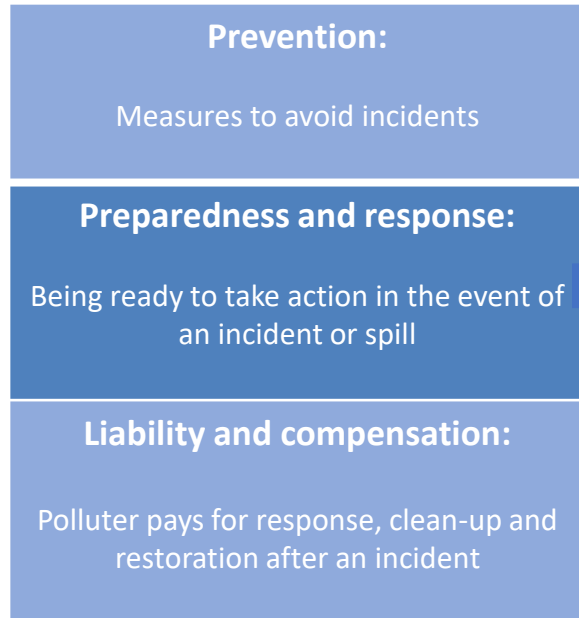 Prevention:
Measures to avoid incidents
Preparedness and response:
Being ready to take action in the event of
an incident or spill
Liability and compensation:
Polluter pays for response, clean-up and
restoration after an incident